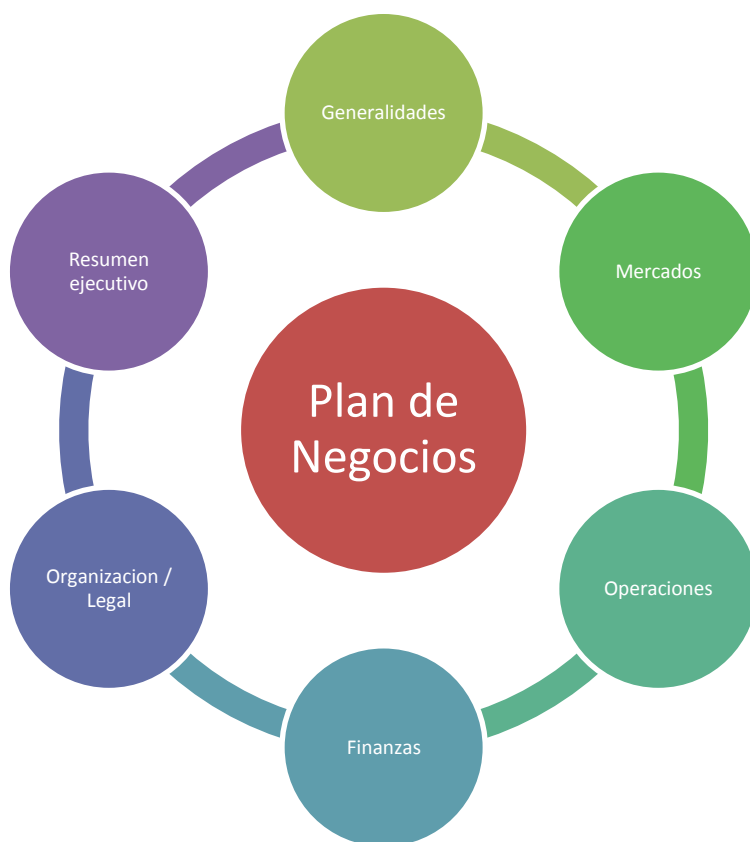 Generalidades
Mercados
Operaciones
Finanzas
Organizacion /
Legal
Resumen
ejecutivo
Plan de
Negocios